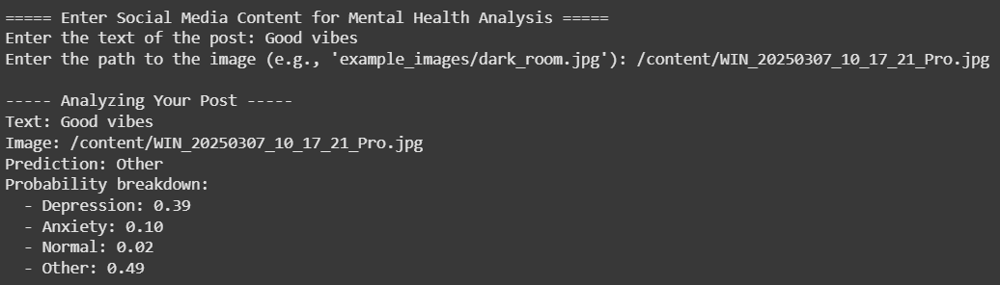 ===== Enter Social Media Content for Mental Health Analysis =====
Enter the text of the post: Good vibes
Enter the path to the image (e.g., 'example_images/dark_room.jpg'): /content/WIN_20250307_10_17_21_Pro.jpg
----- Analyzing Your Post -----
Text: Good vibes
Image: /content/WIN_20250307_10_17_21_Pro.jpg
Prediction: Other
Probability breakdown:
- Depression: 0.39
- Anxiety: 0.10
- Normal: 0.02
- Other: 0.49